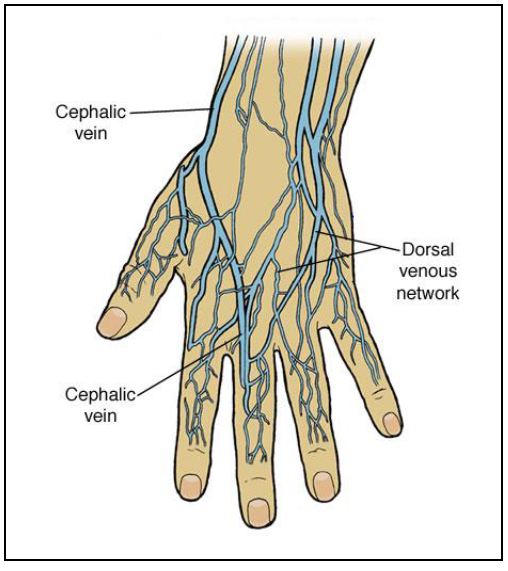 Cephalic
vein
Dorsal
venous
network
Cephalic
vein